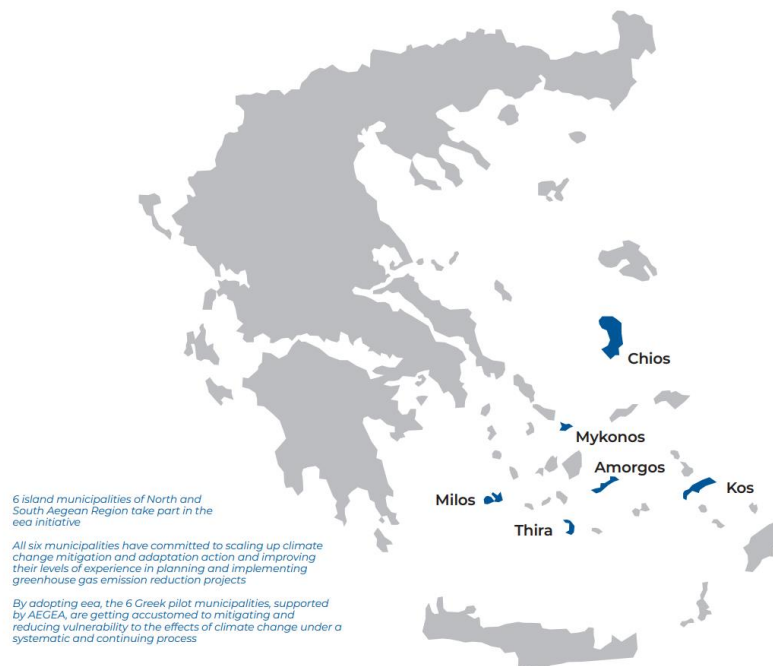 Chios
Mykonos
Amorgos
Milos
Kos
Thira
6 island municipalities of North and
South Aegean Region take part in the
eea initiative
All six municipalities have committed to scaling up climate
change mitigation and adaptation action and improving
their levels of experience in planning and implementing
greenhouse gas emission reduction projects
By adopting eea, the 6 Greek pilot municipalities, supported
by AEGEA, are getting accustomed to mitigating and
reducing vulnerability to the effects of climate change under a
systematic and continuing process